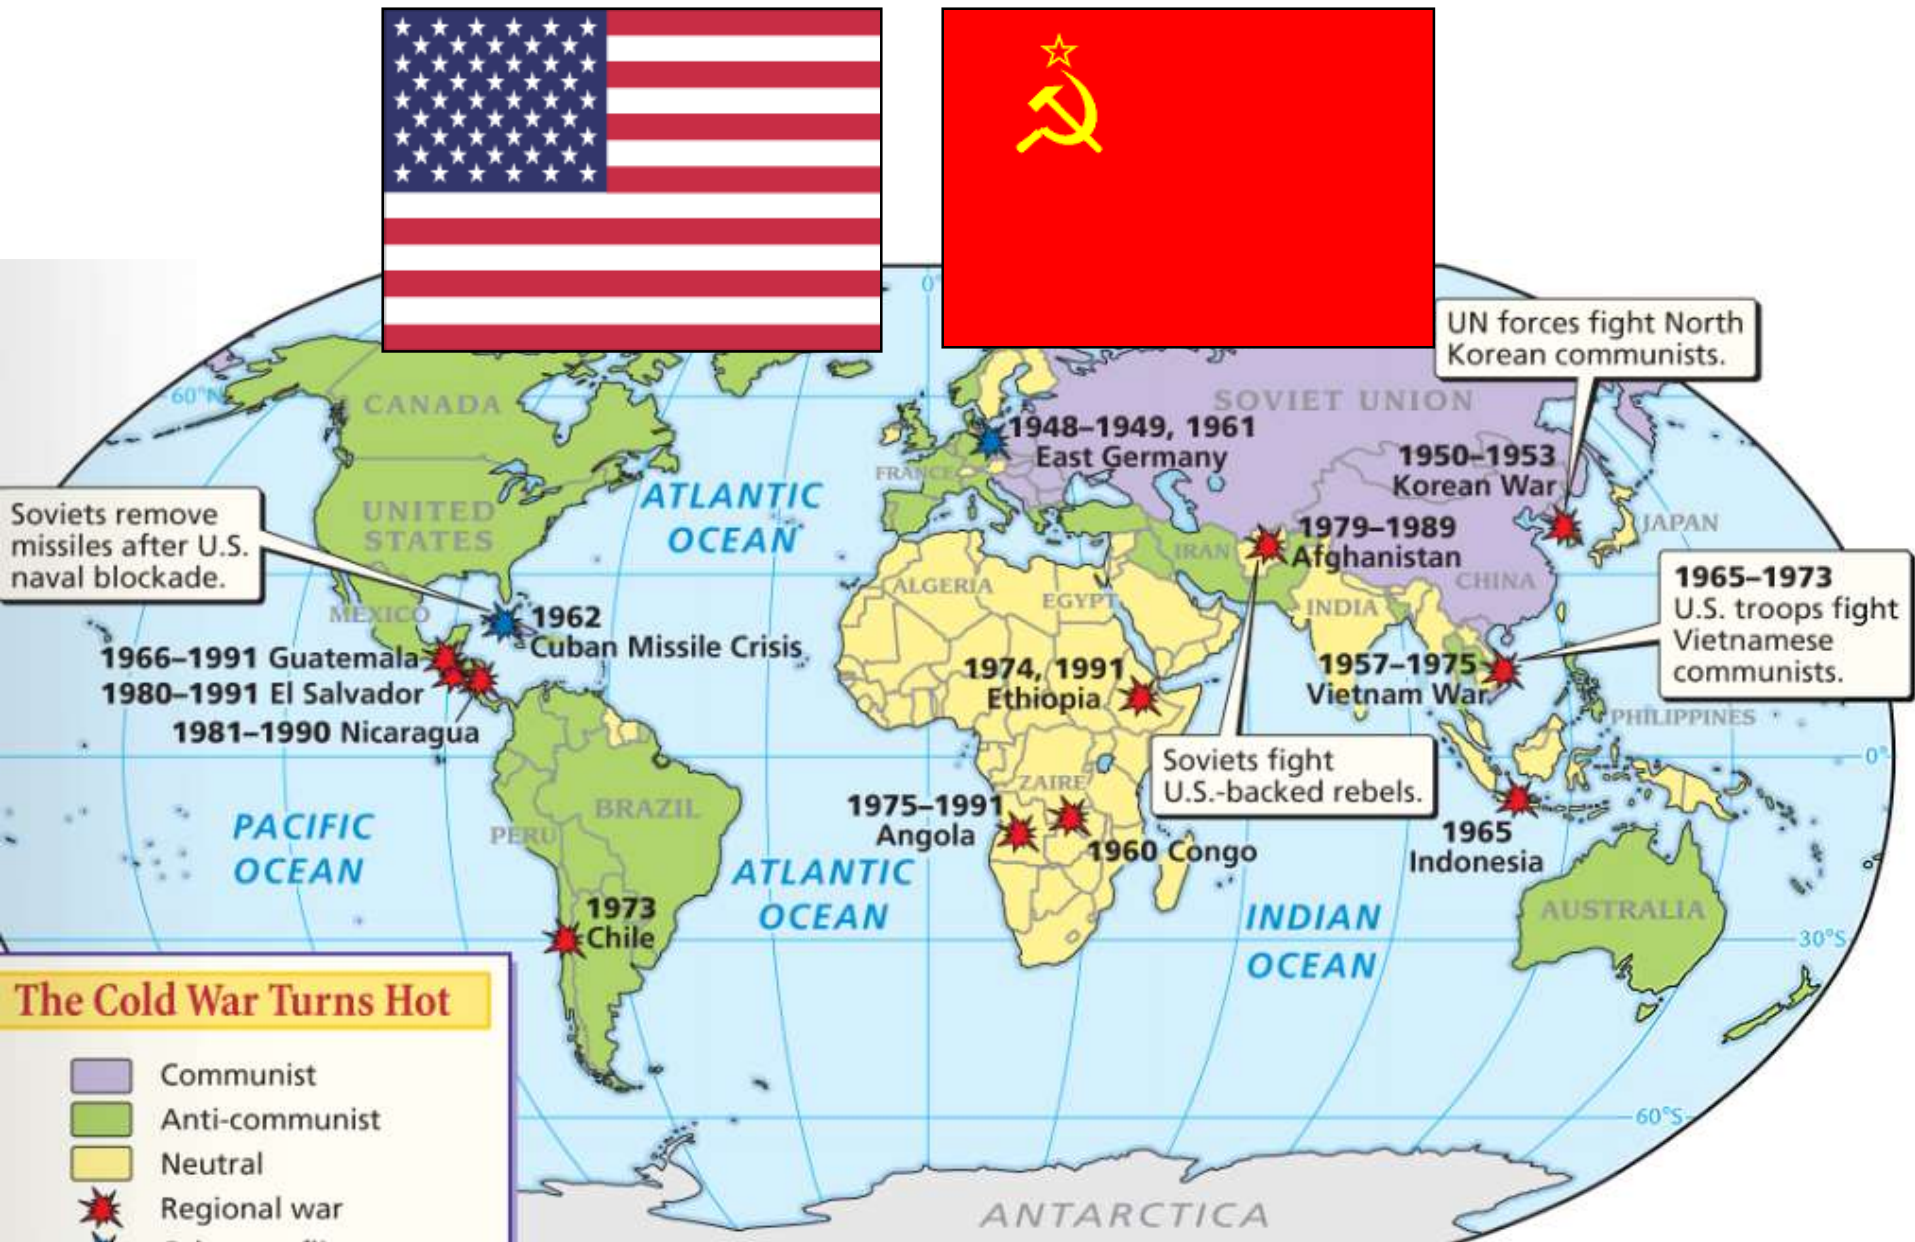 0°
UN forces fight North
Korean communists.
60°N
CANADA
SOVIET UNION
1948–1949, 1961
East Germany
FRANCE
1950–1953
Korean War
Soviets remove
missiles after U.S.
naval blockade.
UNITED
STATES
ATLANTIC
OCEAN
IRAN
1979–1989
Afghanistan
JAPAN
CHINA
1965–1973
U.S. troops fight
Vietnamese
communists.
ALGERIA
EGYPT
INDIA
MEXICO
1962
Cuban Missile Crisis
1966–1991 Guatemala
1980–1991 El Salvador
1981–1990 Nicaragua
1974, 1991
Ethiopia
1957–1975
Vietnam War
PHILIPPINES
Soviets fight
U.S.-backed rebels.
0°
ZAIRE
BRAZIL
PERU
PACIFIC
OCEAN
1975–1991
Angola
1960 Congo
1965
Indonesia
ATLANTIC
OCEAN
1973
Chile
INDIAN
OCEAN
AUSTRALIA
30°S
The Cold War Turns Hot
Communist
Anti-communist
Neutral
Regional war
60°S
ANTARCTICA